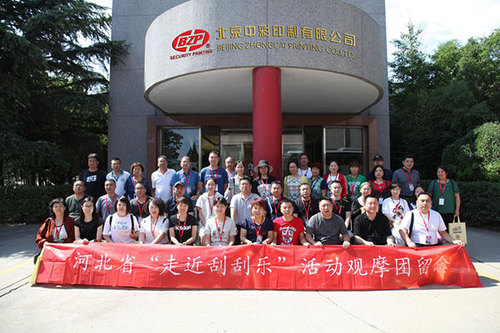 BZP
SECURITY PRINTING
北京中彩印制有限公司
BEIJING ZHONGCAI PRINTING CO.,LTD.
河北省“走近刮刮乐”活动观摩团留念